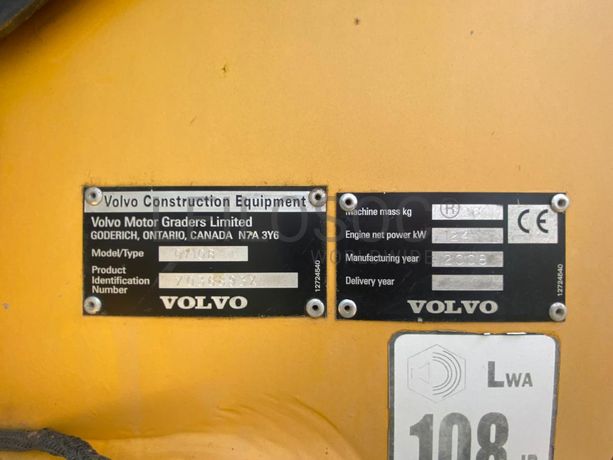 Volvo Construction Equipment
Volvo Motor Graders Limited
GODERICH, ONTARIO, CANADA N7A 3Y6
Model/Type
Product
Identification
Number
VOLVO
12724640
Machine mass kg
Engine net power kW
Manufacturing year 2008
Delivery year
VOLVO
12724640
CE
LWA
108